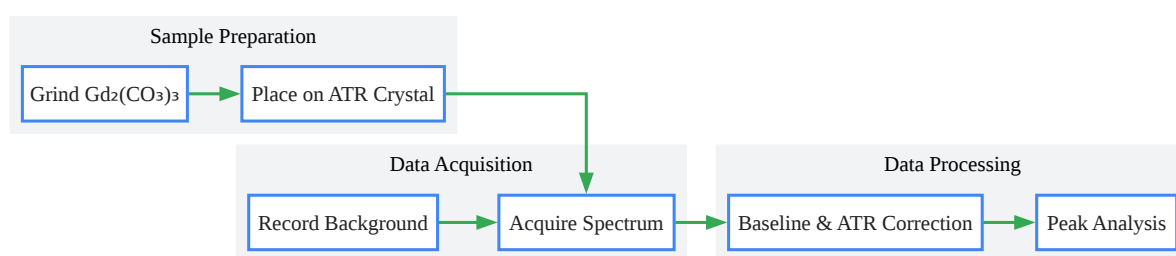 Sample Preparation
Grind Gd₂(CO₃)₃
Place on ATR Crystal
Data Acquisition
Record Background
Acquire Spectrum
Data Processing
Baseline & ATR Correction
Peak Analysis